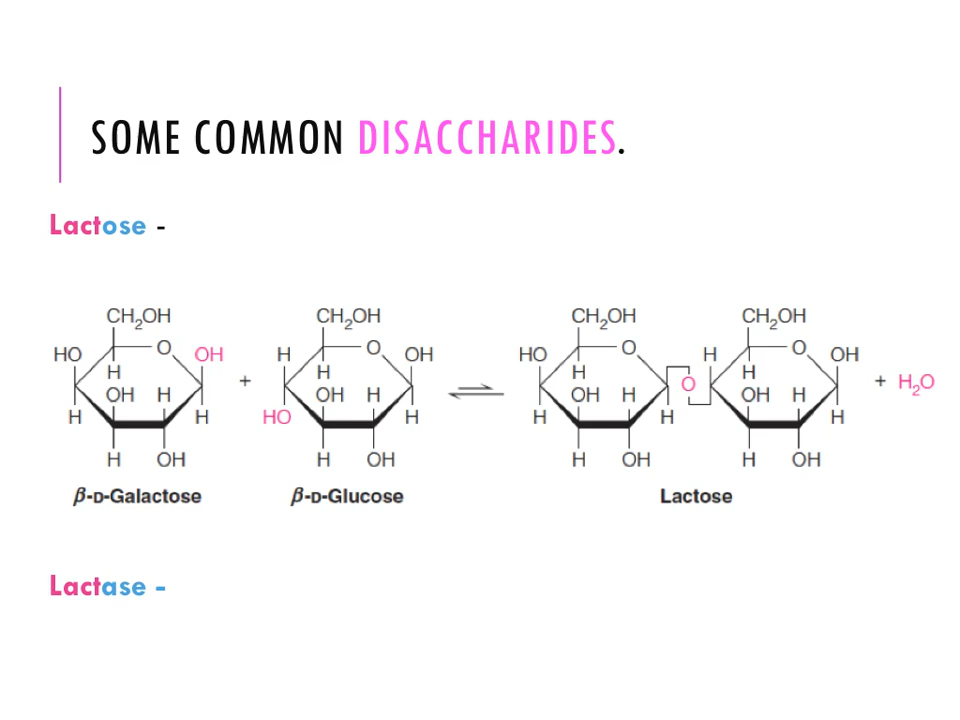 SOME COMMON DISACCHARIDES.
Lactose -
CH₂OH CH₂OH CH₂OH CH₂OH
HO O OH H O OH HO O H O OH
H H H H
+ O + H₂O
OH H OH H OH H OH H
H H HO H H H H
H OH H OH H OH H OH
β-D-Galactose β-D-Glucose Lactose
Lactase -